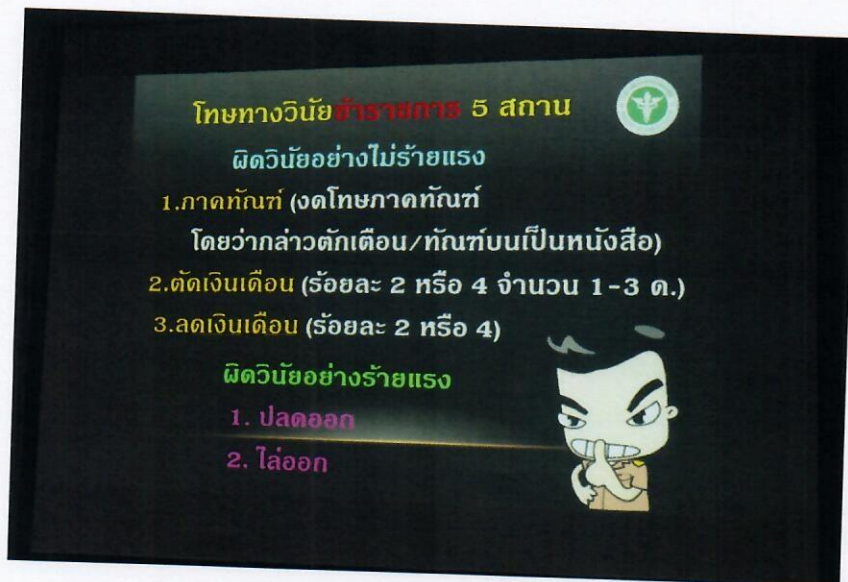 โทษทางวินัยข้าราชการ 5 สถาน
ผิดวินัยอย่างไม่ร้ายแรง
1.ภาคทัณฑ์ (งดโทษภาคทัณฑ์
โดยว่ากล่าวตักเตือน/ทัณฑ์บนเป็นหนังสือ)
2.ตัดเงินเดือน (ร้อยละ 2 หรือ 4 จำนวน 1-3 ด.)
3.ลดเงินเดือน (ร้อยละ 2 หรือ 4)
ผิดวินัยอย่างร้ายแรง
1. ปลดออก
2. ไล่ออก